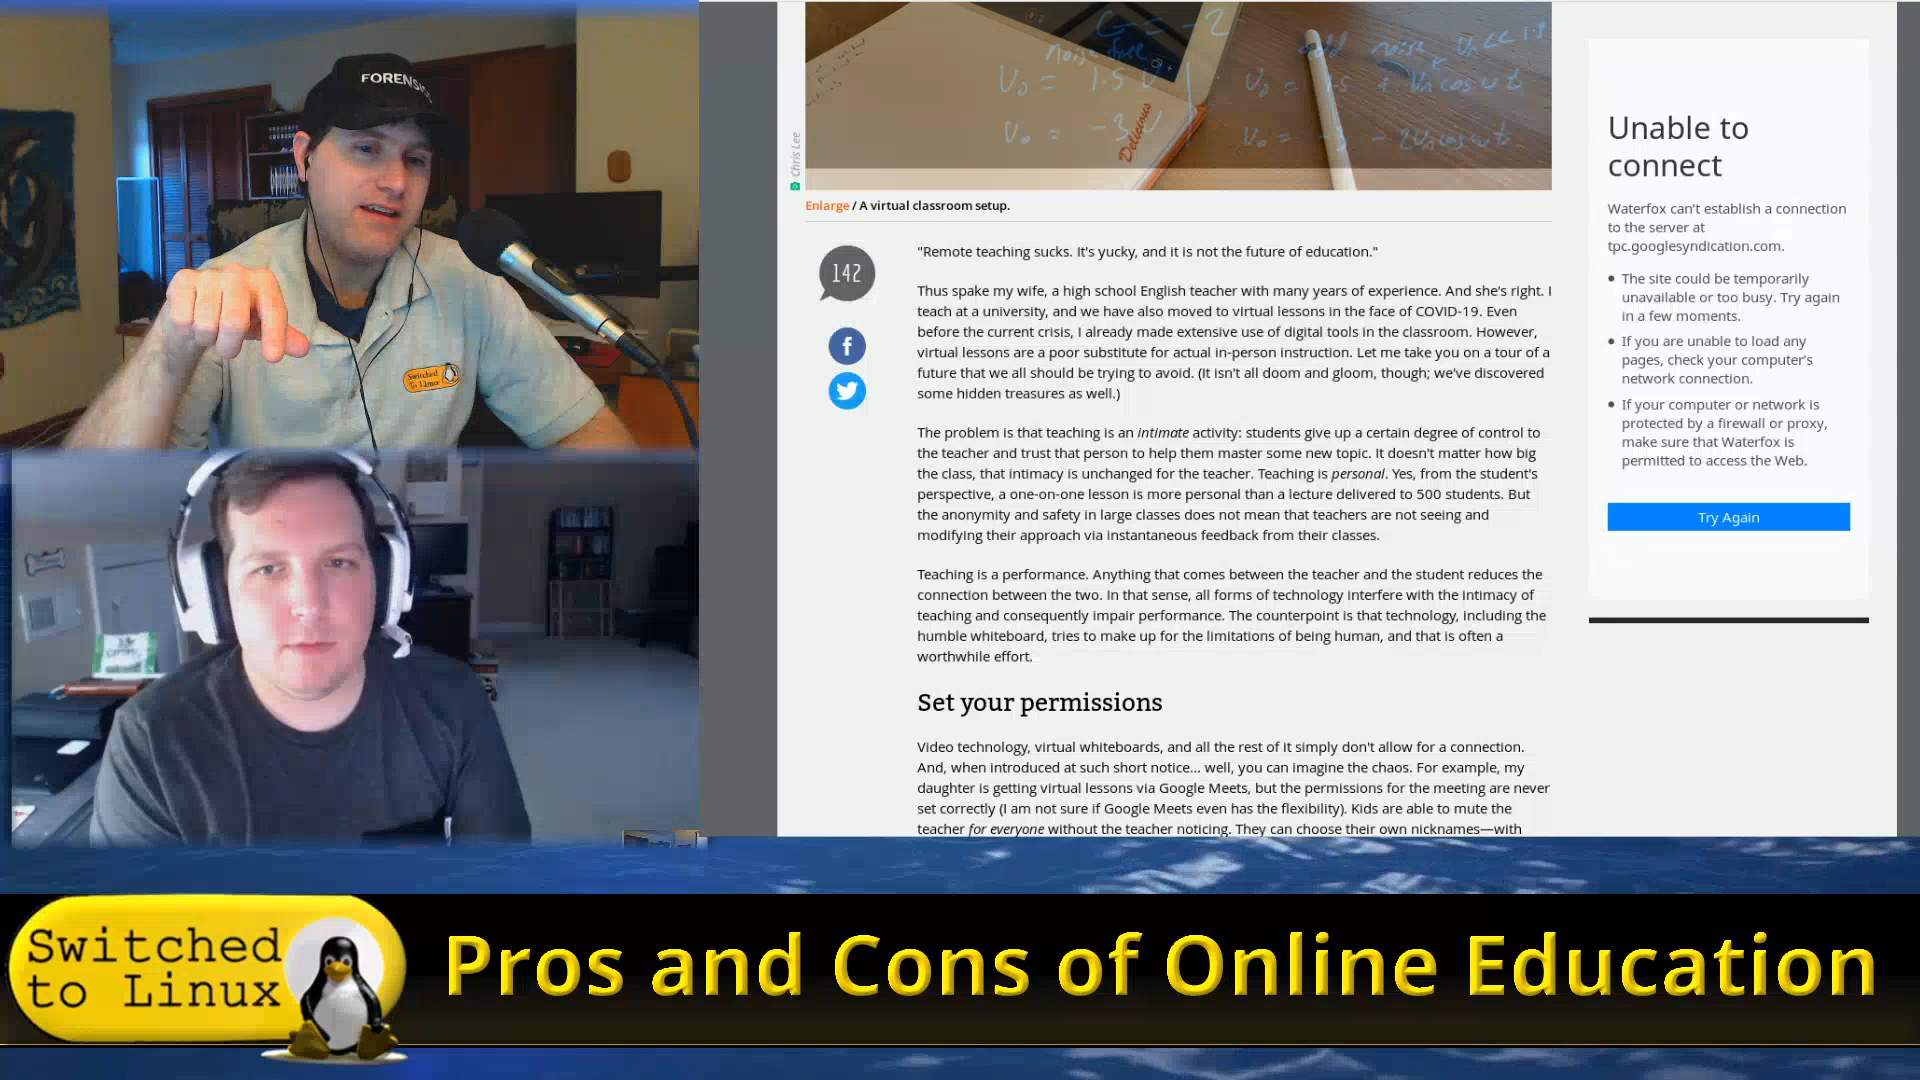 FORENSIC
Switched
To Linux
G = -2
noise free
add noise
Delicious
Chris Lee
Enlarge / A virtual classroom setup.
142
"Remote teaching sucks. It's yucky, and it is not the future of education."
Thus spake my wife, a high school English teacher with many years of experience. And she's right. I
teach at a university, and we have also moved to virtual lessons in the face of COVID-19. Even
before the current crisis, I already made extensive use of digital tools in the classroom. However,
virtual lessons are a poor substitute for actual in-person instruction. Let me take you on a tour of a
future that we all should be trying to avoid. (It isn't all doom and gloom, though; we've discovered
some hidden treasures as well.)
The problem is that teaching is an intimate activity: students give up a certain degree of control to
the teacher and trust that person to help them master some new topic. It doesn't matter how big
the class, that intimacy is unchanged for the teacher. Teaching is personal. Yes, from the student's
perspective, a one-on-one lesson is more personal than a lecture delivered to 500 students. But
the anonymity and safety in large classes does not mean that teachers are not seeing and
modifying their approach via instantaneous feedback from their classes.
Teaching is a performance. Anything that comes between the teacher and the student reduces the
connection between the two. In that sense, all forms of technology interfere with the intimacy of
teaching and consequently impair performance. The counterpoint is that technology, including the
humble whiteboard, tries to make up for the limitations of being human, and that is often a
worthwhile effort.
Set your permissions
Video technology, virtual whiteboards, and all the rest of it simply don't allow for a connection.
And, when introduced at such short notice... well, you can imagine the chaos. For example, my
daughter is getting virtual lessons via Google Meets, but the permissions for the meeting are never
set correctly (I am not sure if Google Meets even has the flexibility). Kids are able to mute the
teacher for everyone without the teacher noticing. They can choose their own nicknames—with
Unable to
connect
Waterfox can't establish a connection
to the server at
tpc.googlesyndication.com.
The site could be temporarily
unavailable or too busy. Try again
in a few moments.
If you are unable to load any
pages, check your computer's
network connection.
If your computer or network is
protected by a firewall or proxy,
make sure that Waterfox is
permitted to access the Web.
Try Again
Switched
to Linux
Pros and Cons of Online Education